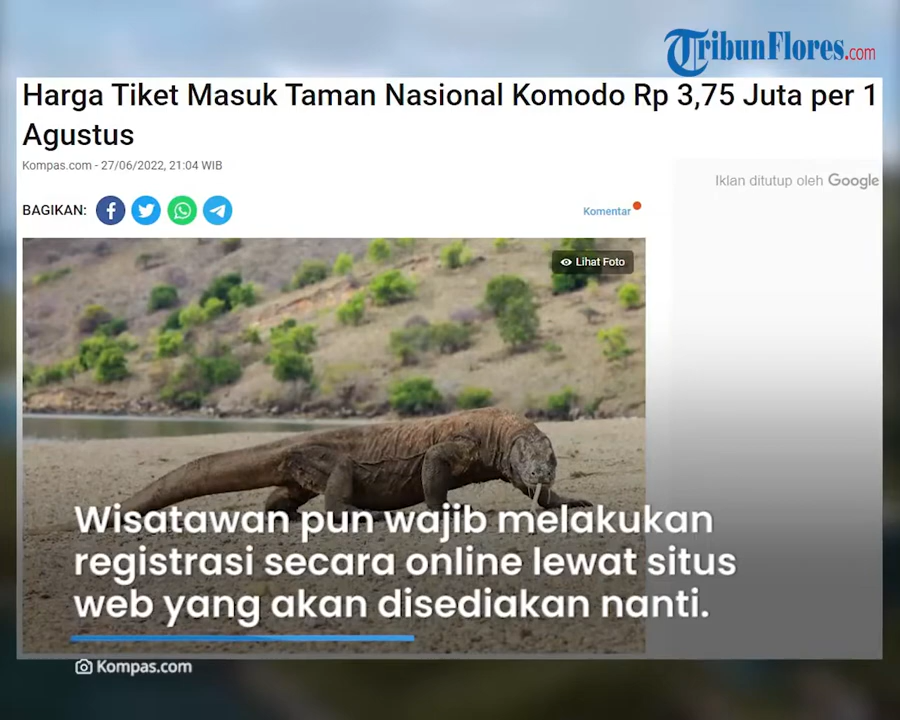 TribunFlores.com
Harga Tiket Masuk Taman Nasional Komodo Rp 3,75 Juta per 1
Agustus
Kompas.com - 27/06/2022, 21:04 WIB
Iklan ditutup oleh Google
BAGIKAN:
Komentar
Lihat Foto
Wisatawan pun wajib melakukan
registrasi secara online lewat situs
web yang akan disediakan nanti.
Kompas.com